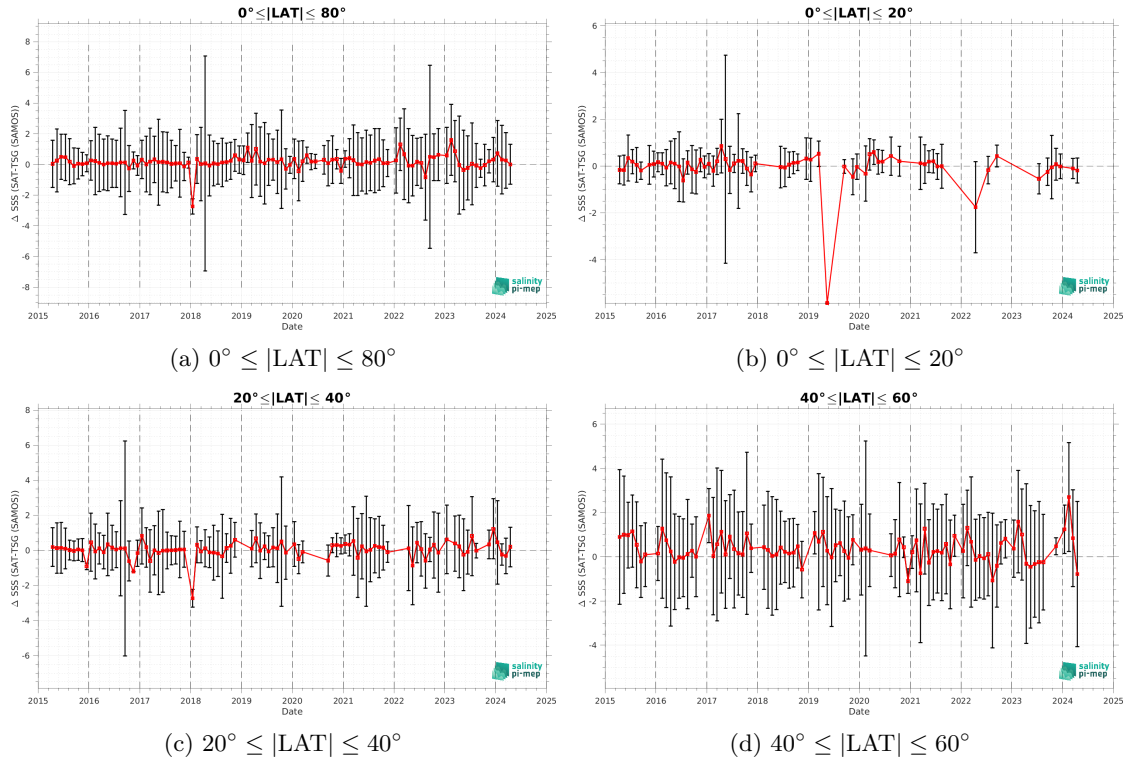 0°≤|LAT|≤ 80°
Δ SSS (SAT-TSG (SAMOS))
8
6
4
2
0
-2
-4
-6
-8
2015 2016 2017 2018 2019 2020 2021 2022 2023 2024 2025
Date
salinity
pi-mep
(a) 0° ≤ |LAT| ≤ 80°
0°≤|LAT|≤ 20°
Δ SSS (SAT-TSG (SAMOS))
6
4
2
0
-2
-4
2015 2016 2017 2018 2019 2020 2021 2022 2023 2024 2025
Date
salinity
pi-mep
(b) 0° ≤ |LAT| ≤ 20°
20°≤|LAT|≤ 40°
Δ SSS (SAT-TSG (SAMOS))
8
6
4
2
0
-2
-4
-6
2015 2016 2017 2018 2019 2020 2021 2022 2023 2024 2025
Date
salinity
pi-mep
(c) 20° ≤ |LAT| ≤ 40°
40°≤|LAT|≤ 60°
Δ SSS (SAT-TSG (SAMOS))
6
4
2
0
-2
-4
2015 2016 2017 2018 2019 2020 2021 2022 2023 2024 2025
Date
salinity
pi-mep
(d) 40° ≤ |LAT| ≤ 60°